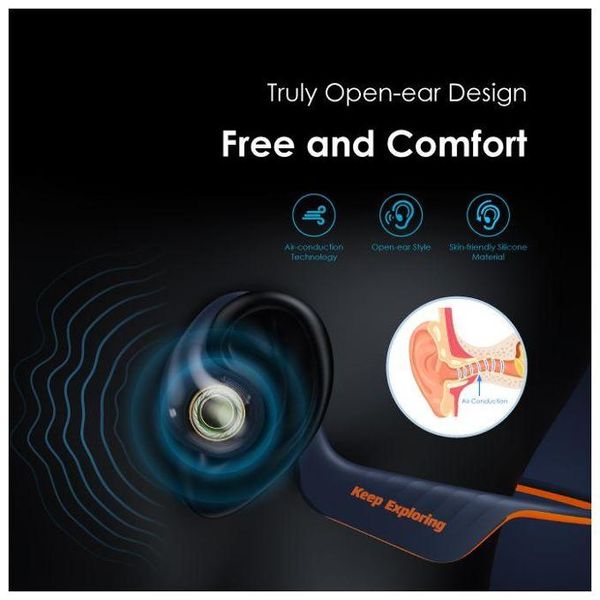 Truly Open-ear Design
Free and Comfort
Air-conduction
Technology
Open-ear Style
Skin-friendly Silicone
Material
Air Conduction
Keep Exploring